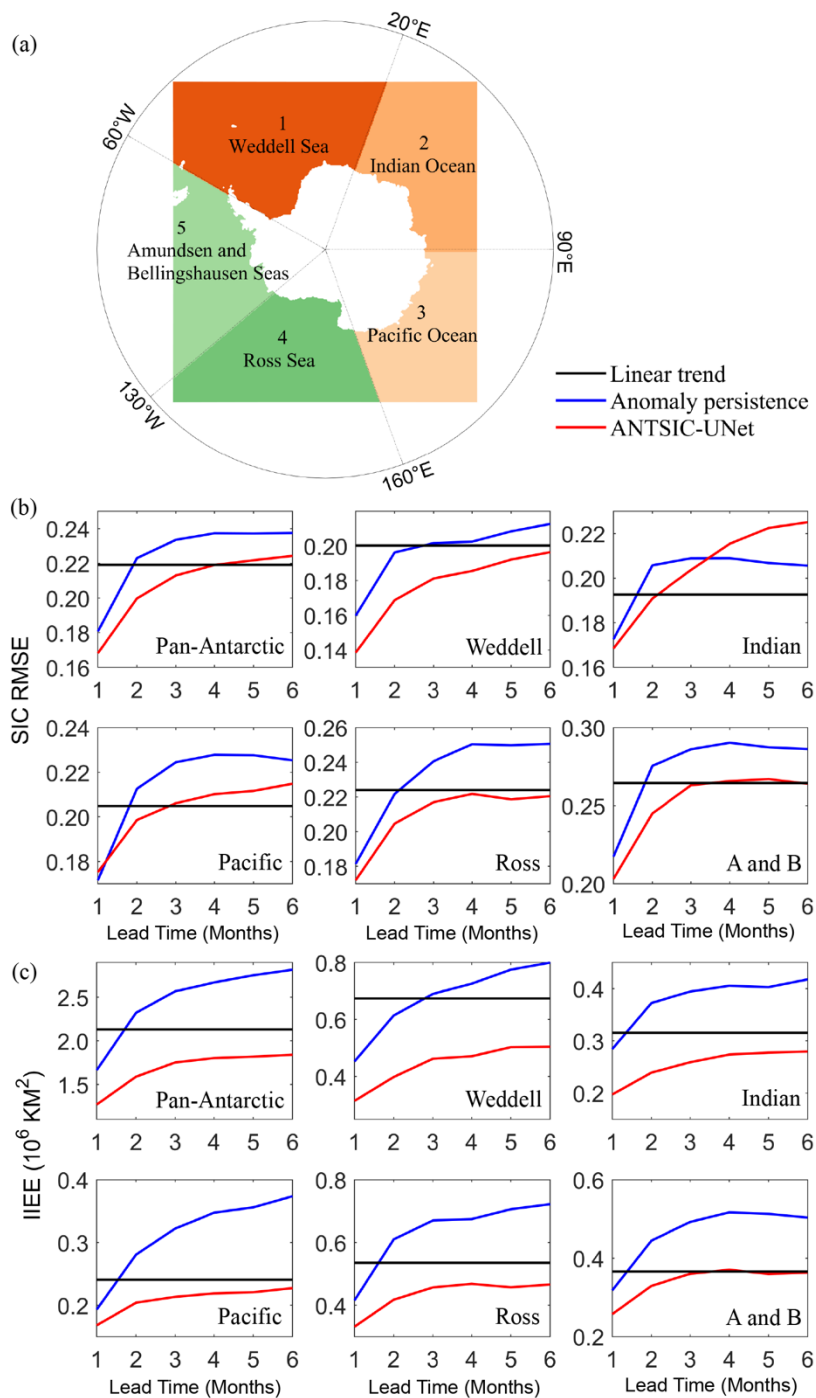 (a)
20°E
60°W
1
Weddell Sea
2
Indian Ocean
5
Amundsen and
Bellingshausen Seas
90°E
3
Pacific Ocean
4
Ross Sea
130°W
160°E
Linear trend
Anomaly persistence
ANTSIC-UNet
(b)
SIC RMSE
0.24
0.22
0.20
0.18
0.16
Pan-Antarctic
1 2 3 4 5 6
0.20
0.18
0.16
0.14
Weddell
1 2 3 4 5 6
0.22
0.20
0.18
0.16
Indian
1 2 3 4 5 6
0.24
0.22
0.20
0.18
Pacific
1 2 3 4 5 6
Lead Time (Months)
0.26
0.24
0.22
0.20
0.18
Ross
1 2 3 4 5 6
Lead Time (Months)
0.30
0.25
0.20
A and B
1 2 3 4 5 6
Lead Time (Months)
(c)
IIEE (10⁶ KM²)
2.5
2.0
1.5
Pan-Antarctic
1 2 3 4 5 6
0.8
0.6
0.4
Weddell
1 2 3 4 5 6
0.4
0.3
0.2
Indian
1 2 3 4 5 6
0.4
0.3
0.2
Pacific
1 2 3 4 5 6
Lead Time (Months)
0.8
0.6
0.4
Ross
1 2 3 4 5 6
Lead Time (Months)
0.6
0.4
0.2
A and B
1 2 3 4 5 6
Lead Time (Months)